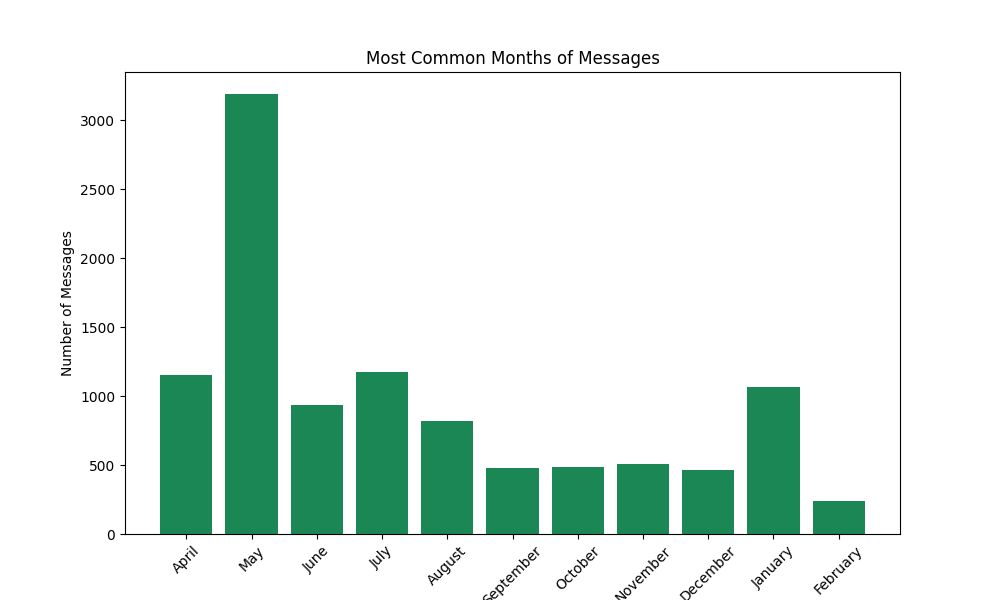 Most Common Months of Messages
Number of Messages
3000
2500
2000
1500
1000
500
0
April
May
June
July
August
September
October
November
December
January
February